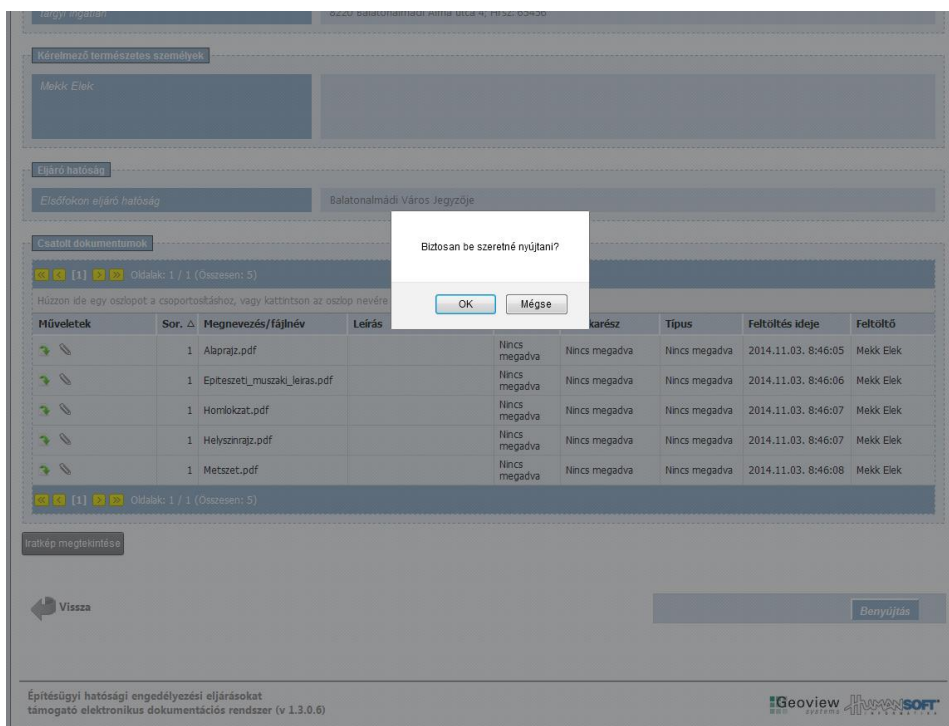 tárgyi ingatlan 8220 Balatonalmádi Alma utca 4, Hrsz. 65456
Kérelmező természetes személyek
Mekk Elek
Eljáró hatóság
Elsőfokon eljáró hatóság Balatonalmádi Város Jegyzője
Biztosan be szeretné nyújtani?
OK Mégse
Csatolt dokumentumok
[1] Oldalak: 1 / 1 (Összesen: 5)
Húzzon ide egy oszlopot a csoportosításhoz, vagy kattintson az oszlop nevére
Műveletek Sor. Megnevezés/fájlnév Leírás karész Típus Feltöltés ideje Feltöltő
1 Alaprajz.pdf Nincs megadva Nincs megadva Nincs megadva 2014.11.03. 8:46:05 Mekk Elek
1 Epiteszeti_muszaki_leiras.pdf Nincs megadva Nincs megadva Nincs megadva 2014.11.03. 8:46:06 Mekk Elek
1 Homlokzat.pdf Nincs megadva Nincs megadva Nincs megadva 2014.11.03. 8:46:07 Mekk Elek
1 Helyszinrajz.pdf Nincs megadva Nincs megadva Nincs megadva 2014.11.03. 8:46:07 Mekk Elek
1 Metszet.pdf Nincs megadva Nincs megadva Nincs megadva 2014.11.03. 8:46:08 Mekk Elek
[1] Oldalak: 1 / 1 (Összesen: 5)
Iratkép megtekintése
Vissza Benyújtás
Építésügyi hatósági engedélyezési eljárásokat
támogató elektronikus dokumentációs rendszer (v 1.3.0.6)
Geoview systems HUMANSOFT INFORMATIKA